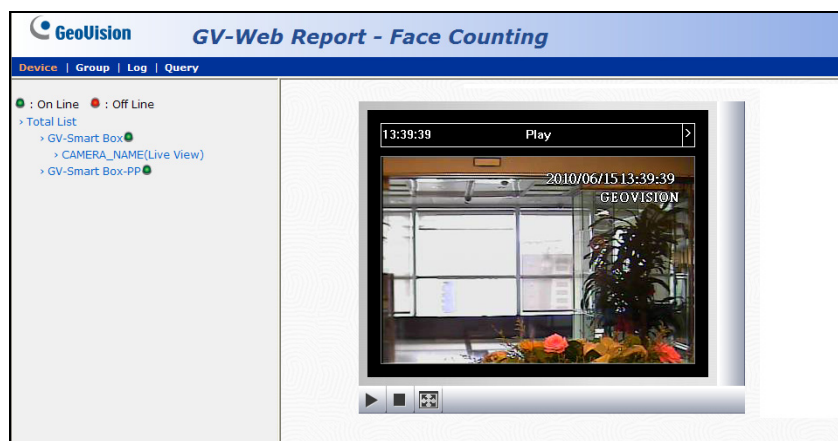 GeoVision
GV-Web Report - Face Counting
Device | Group | Log | Query
: On Line : Off Line
› Total List
› GV-Smart Box
› CAMERA_NAME(Live View)
› GV-Smart Box-PP
13:39:39 Play >
2010/06/15 13:39:39
GEOVISION